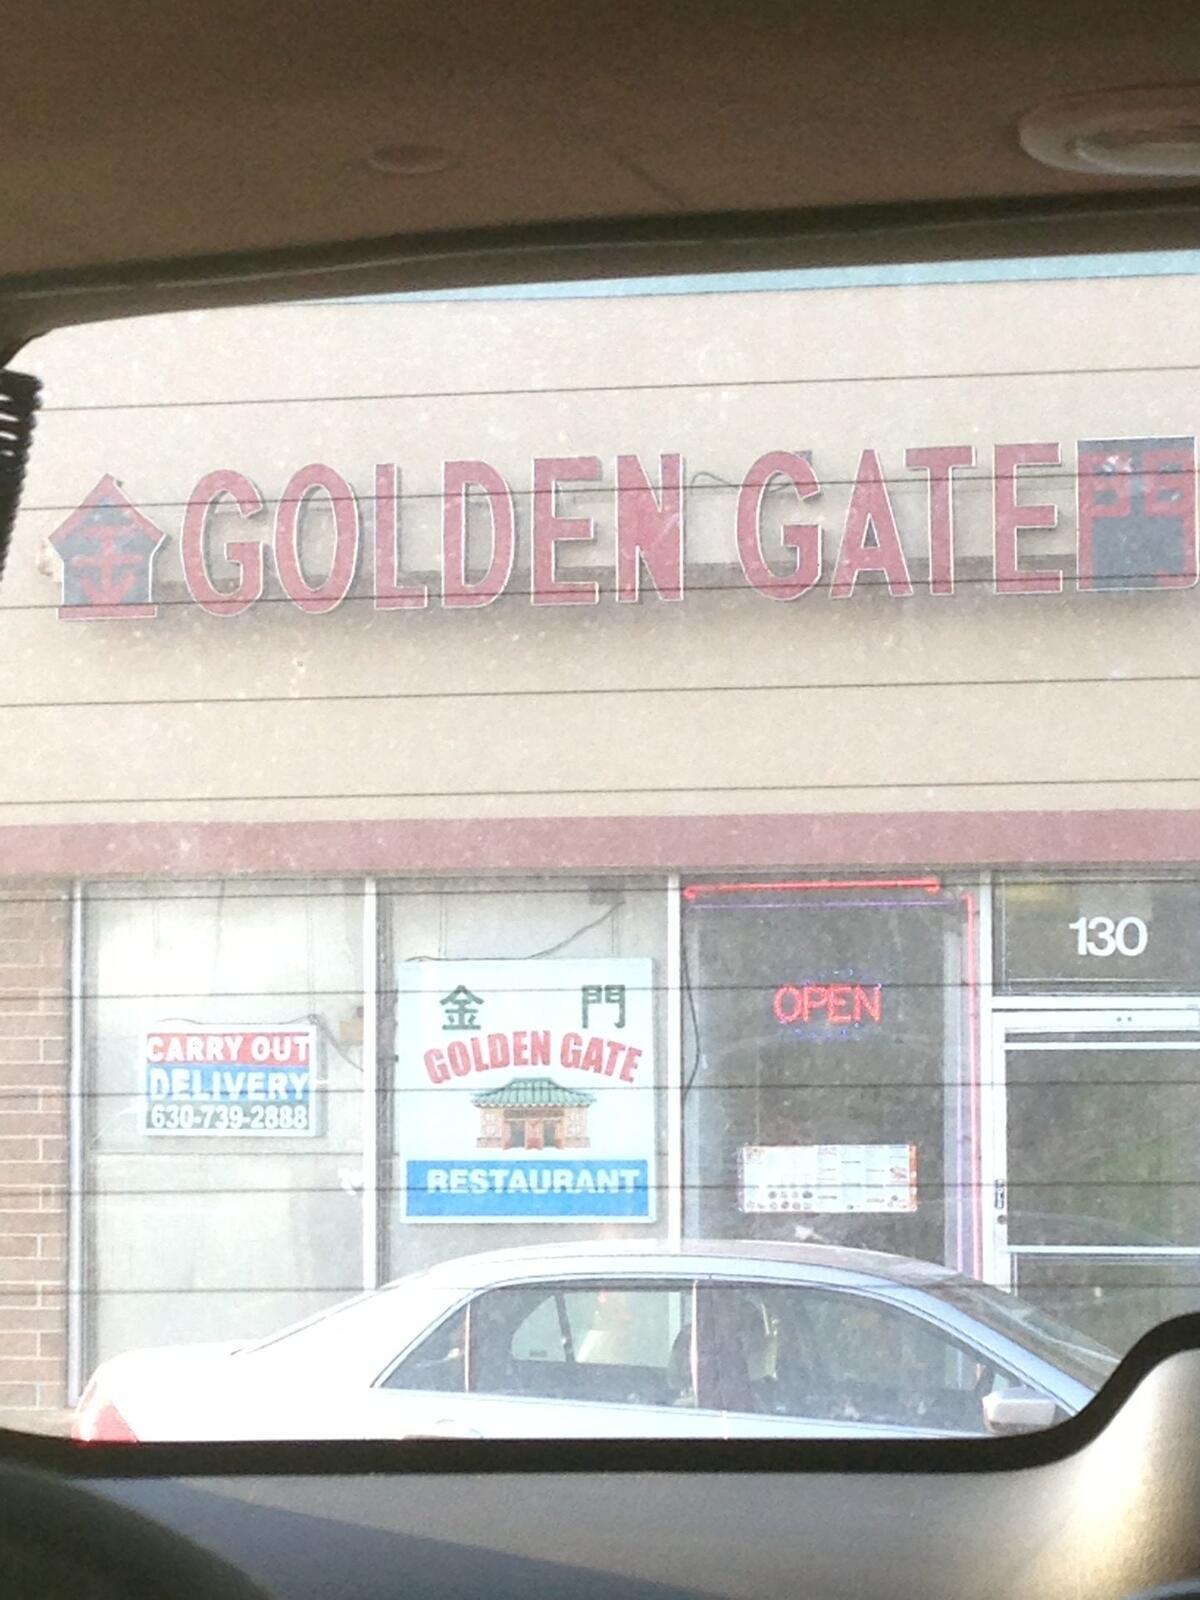 金 GOLDEN GATE 門
130
OPEN
金 門
GOLDEN GATE
RESTAURANT
CARRY OUT
DELIVERY
630-739-2888